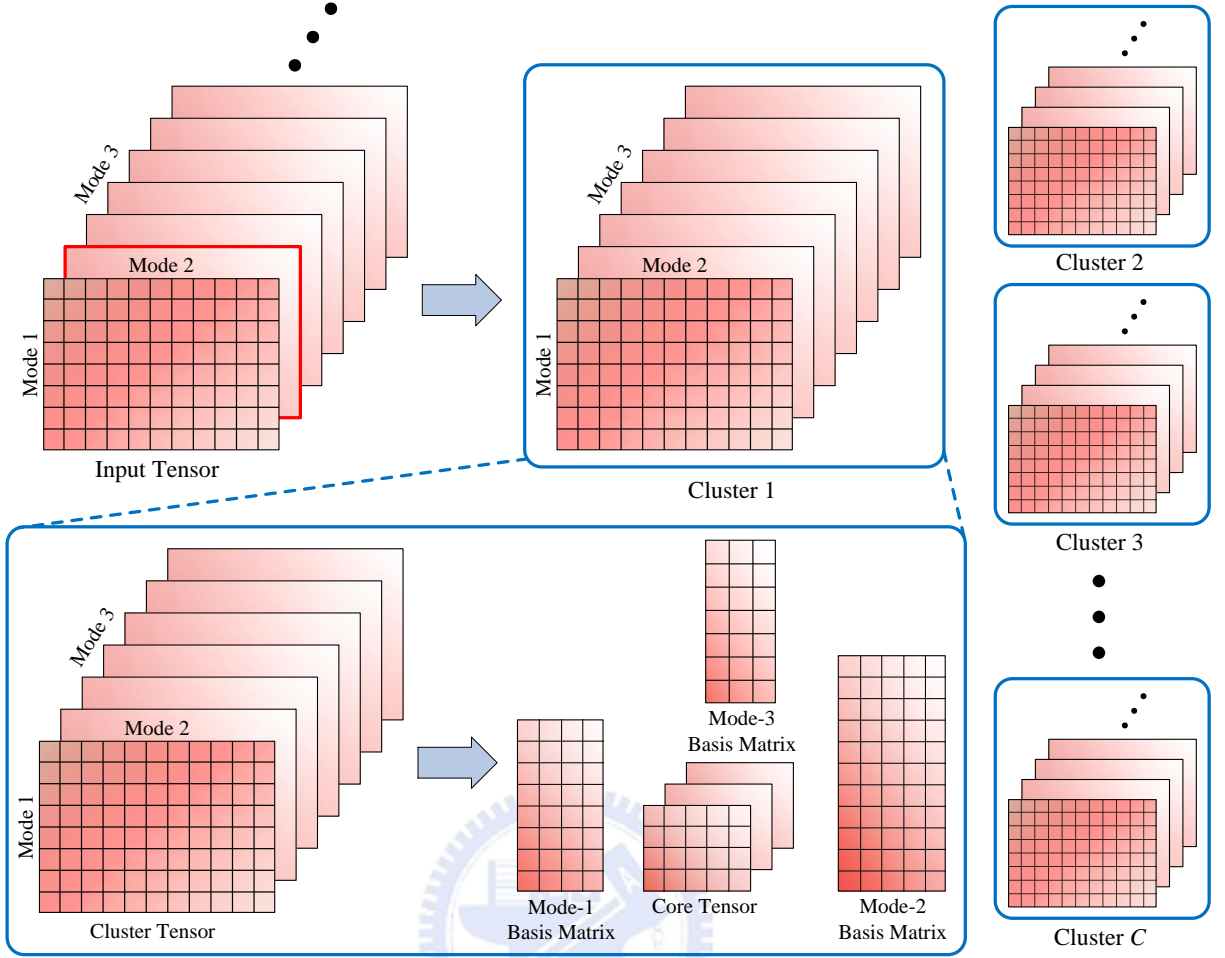 Mode 3
Mode 2
Mode 1
Input Tensor
Mode 3
Mode 2
Mode 1
Cluster 1
Cluster 2
Cluster 3
Cluster C
Mode 3
Mode 2
Mode 1
Cluster Tensor
Mode-1
Basis Matrix
Mode-3
Basis Matrix
Core Tensor
Mode-2
Basis Matrix